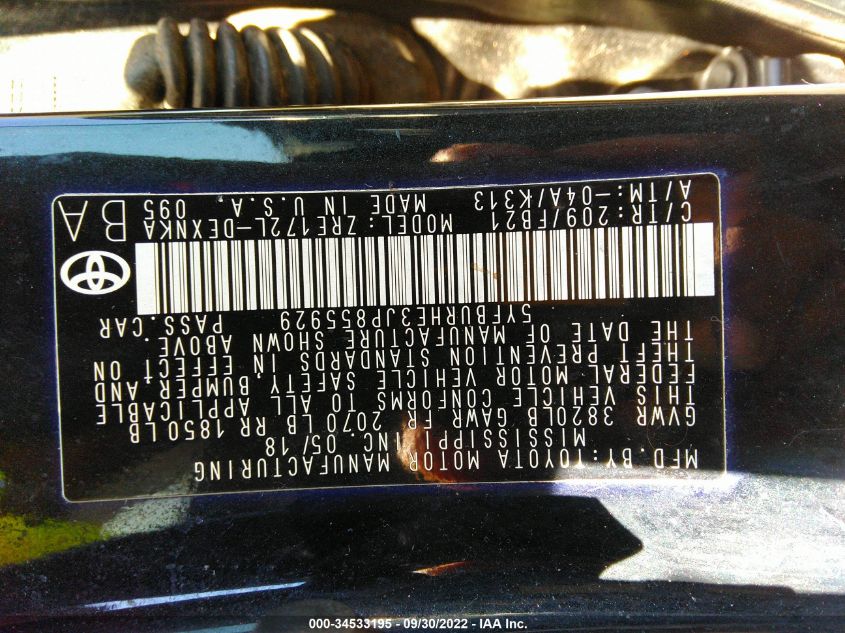 MFD. BY: TOYOTA MOTOR MANUFACTURING
MISSISSIPPI, INC. 05/18
GVWR 3820LB GAWR FR 2070 LB RR 1850 LB
THIS VEHICLE CONFORMS TO ALL APPLICABLE
FEDERAL MOTOR VEHICLE SAFETY, BUMPER AND
THEFT PREVENTION STANDARDS IN EFFECT ON
THE DATE OF MANUFACTURE SHOWN ABOVE.
5YFBURHE3JP855929 PASS. CAR
C/TR: 209/FB21 MODEL: ZRE172L-DEXNKA
A/TM: -04A/K313 MADE IN U.S.A. 095 BA
000-34533195 - 09/30/2022 - IAA Inc.